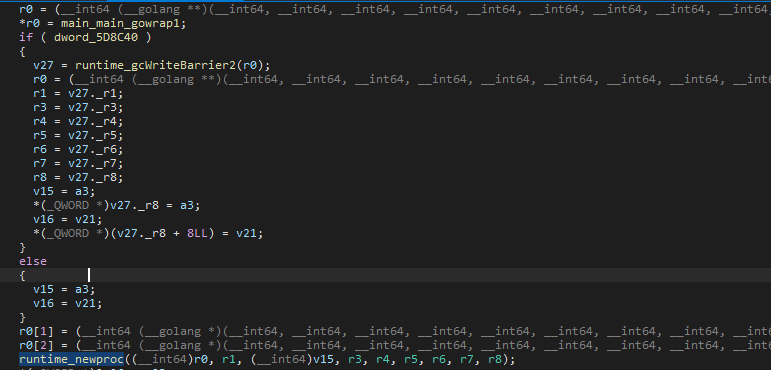 r0 = (__int64 (__golang **)(__int64, __int64, __int64, __int64, __int64, __int64, __int64, __int64, __int64,
*r0 = main_main_gowrap1;
if ( dword_5D8C40 )
{
v27 = runtime_gcWriteBarrier2(r0);
r0 = (__int64 (__golang **)(__int64, __int64, __int64, __int64, __int64, __int64, __int64, __int64, __int64
r1 = v27._r1;
r3 = v27._r3;
r4 = v27._r4;
r5 = v27._r5;
r6 = v27._r6;
r7 = v27._r7;
r8 = v27._r8;
v15 = a3;
*(_QWORD *)v27._r8 = a3;
v16 = v21;
*(_QWORD *)(v27._r8 + 8LL) = v21;
}
else
{
v15 = a3;
v16 = v21;
}
r0[1] = (__int64 (__golang *)(__int64, __int64, __int64, __int64, __int64, __int64, __int64, __int64, __int64,
r0[2] = (__int64 (__golang *)(__int64, __int64, __int64, __int64, __int64, __int64, __int64, __int64, __int64,
runtime_newproc((__int64)r0, r1, (__int64)v15, r3, r4, r5, r6, r7, r8);